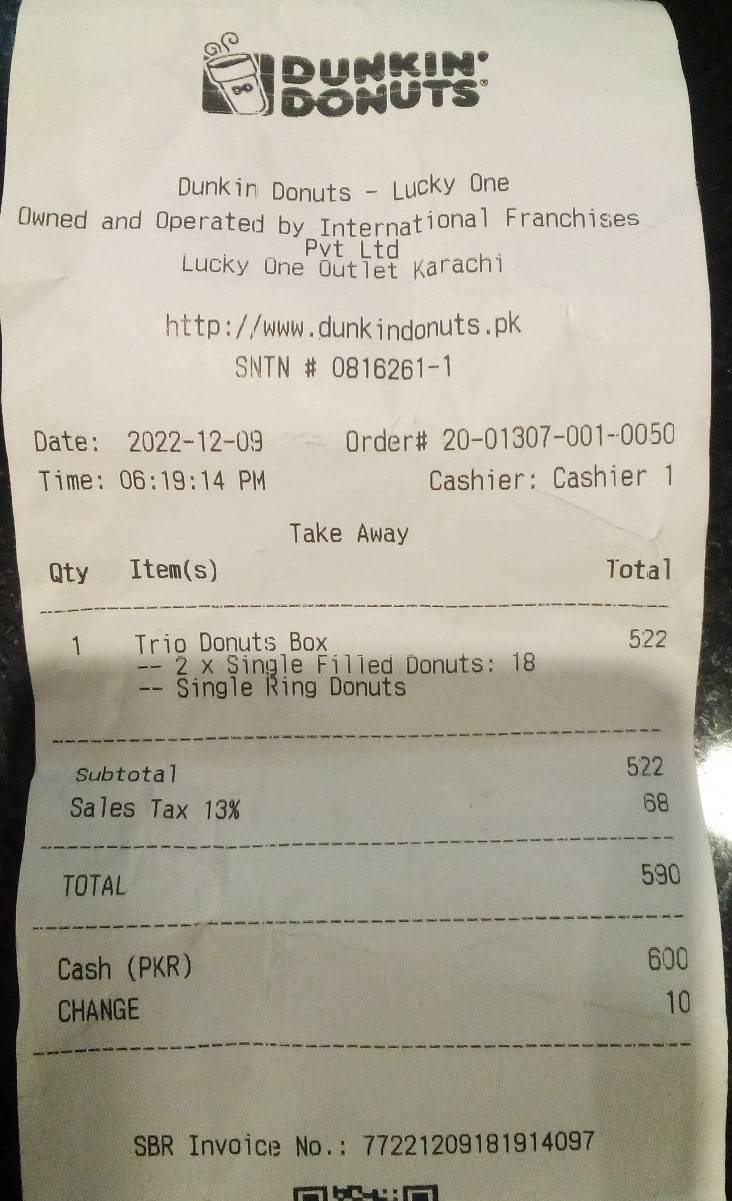 DUNKIN'
DONUTS®
Dunkin Donuts - Lucky One
Owned and Operated by International Franchises
Pvt Ltd
Lucky One Outlet Karachi
http://www.dunkindonuts.pk
SNTN # 0816261-1
Date: 2022-12-09 Order# 20-01307-001-0050
Time: 06:19:14 PM Cashier: Cashier 1
Take Away
Qty Item(s) Total
1 Trio Donuts Box 522
-- 2 x Single Filled Donuts: 18
-- Single Ring Donuts
Subtotal 522
Sales Tax 13% 68
TOTAL 590
Cash (PKR) 600
CHANGE 10
SBR Invoice No.: 77221209181914097